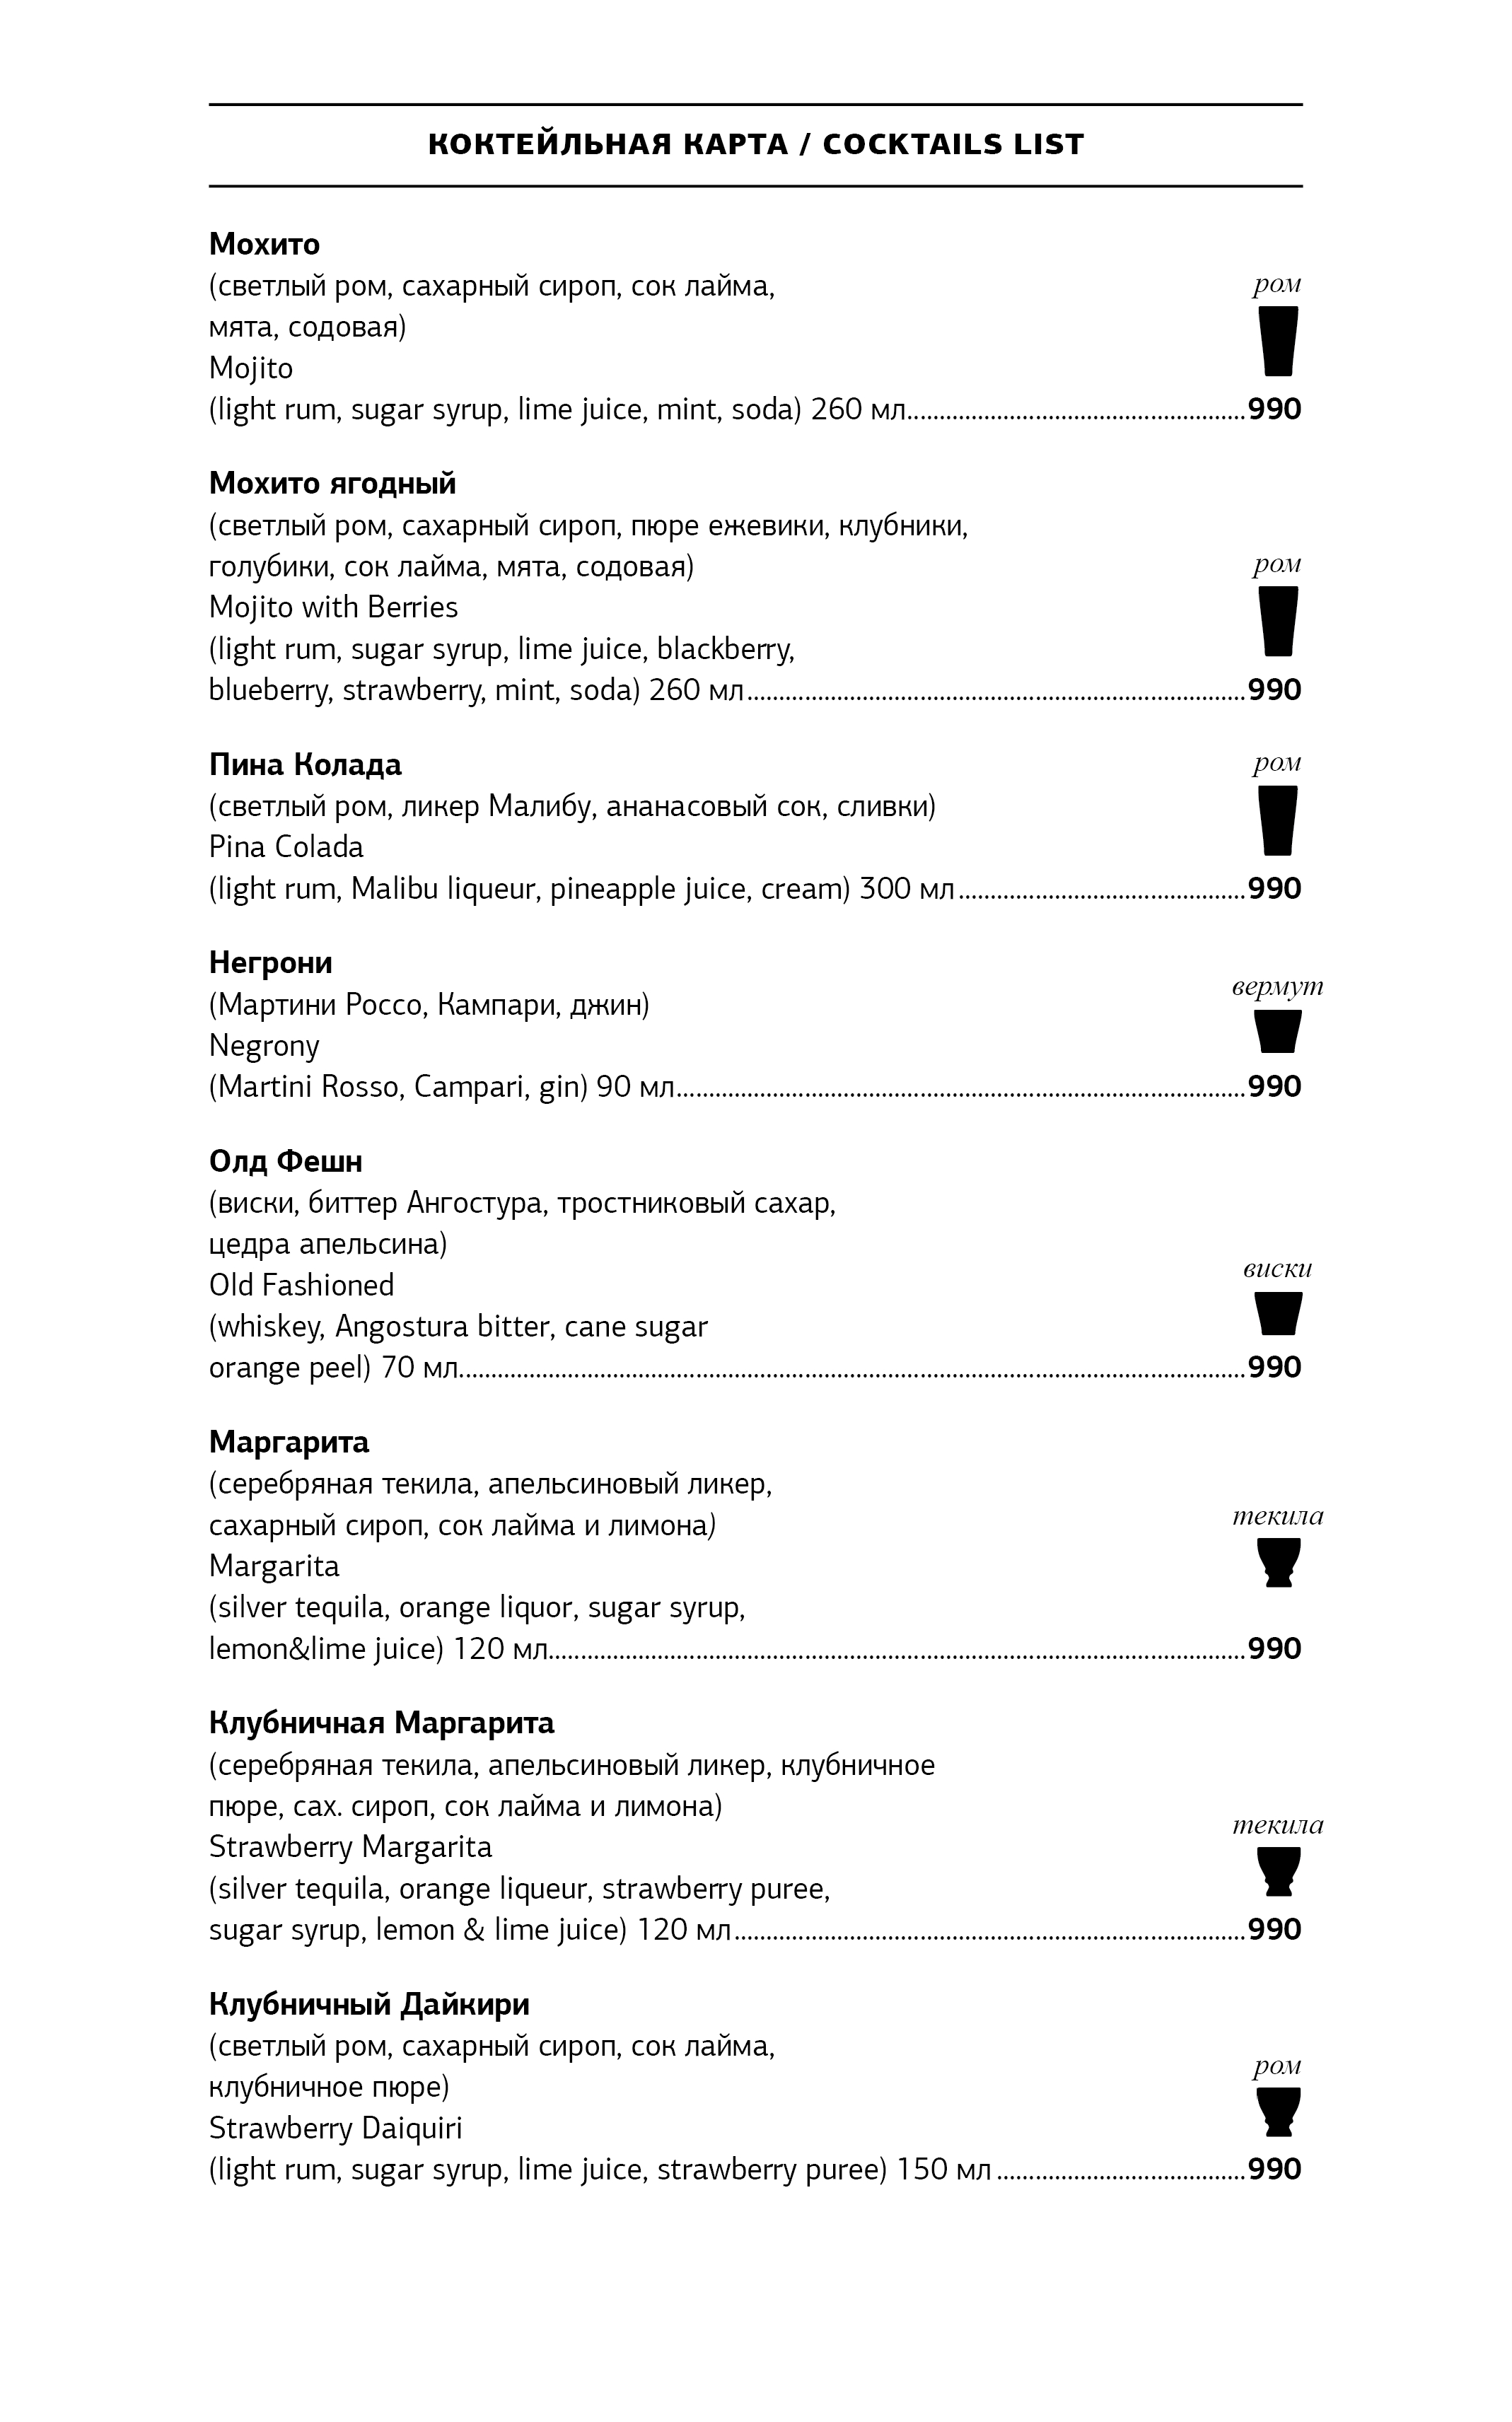 КОКТЕЙЛЬНАЯ КАРТА / COCKTAILS LIST
Мохито
(светлый ром, сахарный сироп, сок лайма,
ром
мята, содовая)
Mojito
(light rum, sugar syrup, lime juice, mint, soda) 260 мл 990
Мохито ягодный
(светлый ром, сахарный сироп, пюре ежевики, клубники,
голубики, сок лайма, мята, содовая)
ром
Mojito with Berries
(light rum, sugar syrup, lime juice, blackberry,
blueberry, strawberry, mint, soda) 260 мл 990
Пина Колада
ром
(светлый ром, ликер Малибу, ананасовый сок, сливки)
Pina Colada
(light rum, Malibu liqueur, pineapple juice, cream) 300 мл 990
Негрони
вермут
(Мартини Россо, Кампари, джин)
Negrony
(Martini Rosso, Campari, gin) 90 мл 990
Олд Фешн
(виски, биттер Ангостура, тростниковый сахар,
цедра апельсина)
виски
Old Fashioned
(whiskey, Angostura bitter, cane sugar
orange peel) 70 мл 990
Маргарита
(серебряная текила, апельсиновый ликер,
сахарный сироп, сок лайма и лимона)
текила
Margarita
(silver tequila, orange liquor, sugar syrup,
lemon&lime juice) 120 мл 990
Клубничная Маргарита
(серебряная текила, апельсиновый ликер, клубничное
пюре, сах. сироп, сок лайма и лимона)
текила
Strawberry Margarita
(silver tequila, orange liqueur, strawberry puree,
sugar syrup, lemon & lime juice) 120 мл 990
Клубничный Дайкири
(светлый ром, сахарный сироп, сок лайма,
ром
клубничное пюре)
Strawberry Daiquiri
(light rum, sugar syrup, lime juice, strawberry puree) 150 мл 990